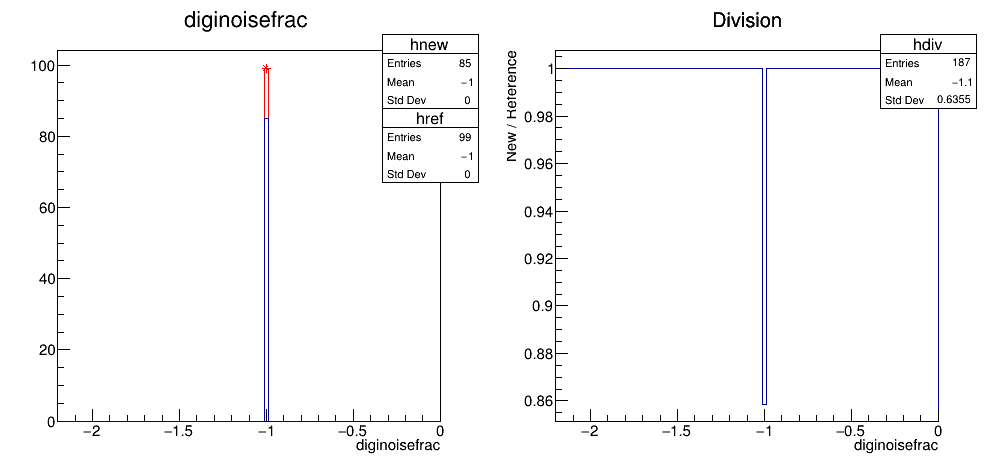 diginoisefrac
hnew
Entries 85
Mean −1
Std Dev 0
href
Entries 99
Mean −1
Std Dev 0
100
80
60
40
20
0
−2 −1.5 −1 −0.5 0
diginoisefrac
Division
hdiv
Entries 187
Mean −1.1
Std Dev 0.6355
New / Reference
1
0.98
0.96
0.94
0.92
0.9
0.88
0.86
−2 −1.5 −1 −0.5 0
diginoisefrac